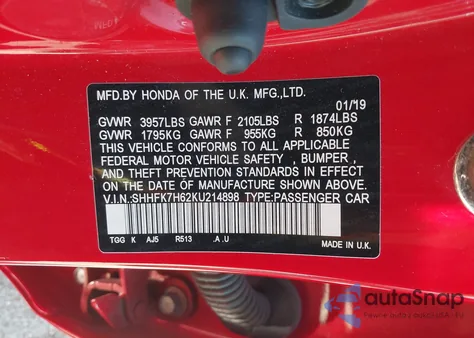 MFD.BY HONDA OF THE U.K. MFG.,LTD.
01/19
GVWR 3957LBS GAWR F 2105LBS R 1874LBS
GVWR 1795KG GAWR F 955KG R 850KG
THIS VEHICLE CONFORMS TO ALL APPLICABLE
FEDERAL MOTOR VEHICLE SAFETY , BUMPER ,
AND THEFT PREVENTION STANDARDS IN EFFECT
ON THE DATE OF MANUFACTURE SHOWN ABOVE.
V.I.N.:SHHFK7H62KU214898 TYPE:PASSENGER CAR
TGG K AJ5 R513 .A .U
MADE IN U.K.
autoSnap